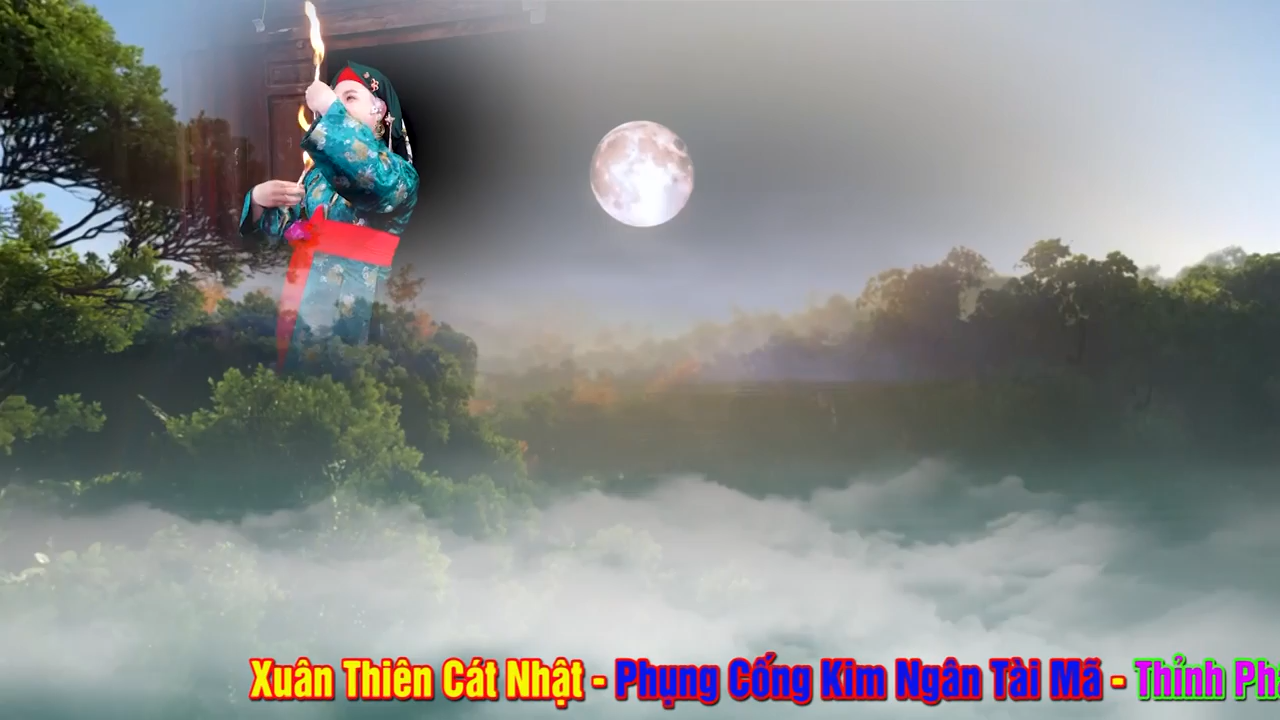 Xuân Thiên Cát Nhật - Phụng Cống Kim Ngân Tài Mã - Thỉnh